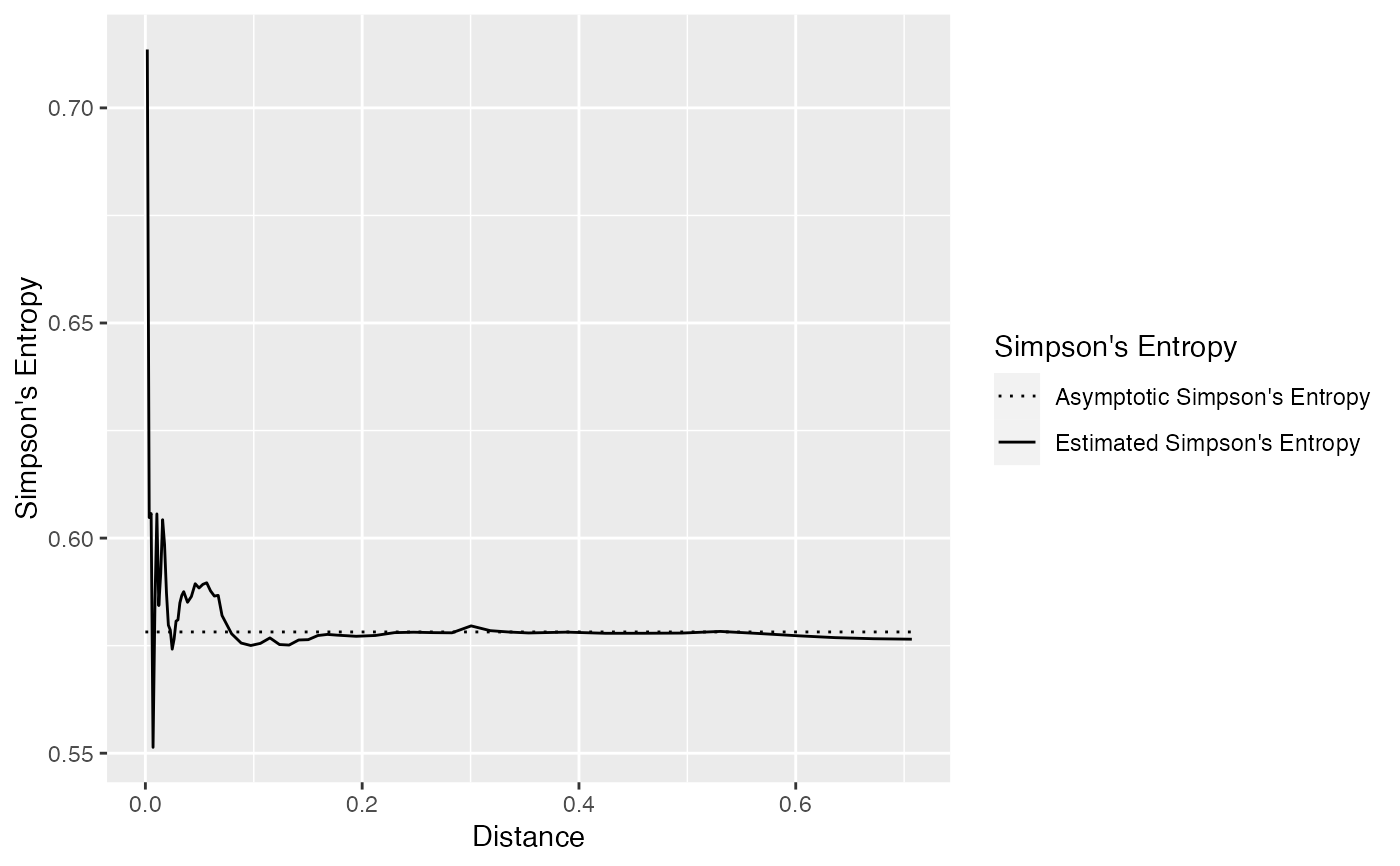 0.70
0.65
0.60
0.55
Simpson's Entropy
0.0 0.2 0.4 0.6
Distance
Simpson's Entropy
Asymptotic Simpson's Entropy
Estimated Simpson's Entropy